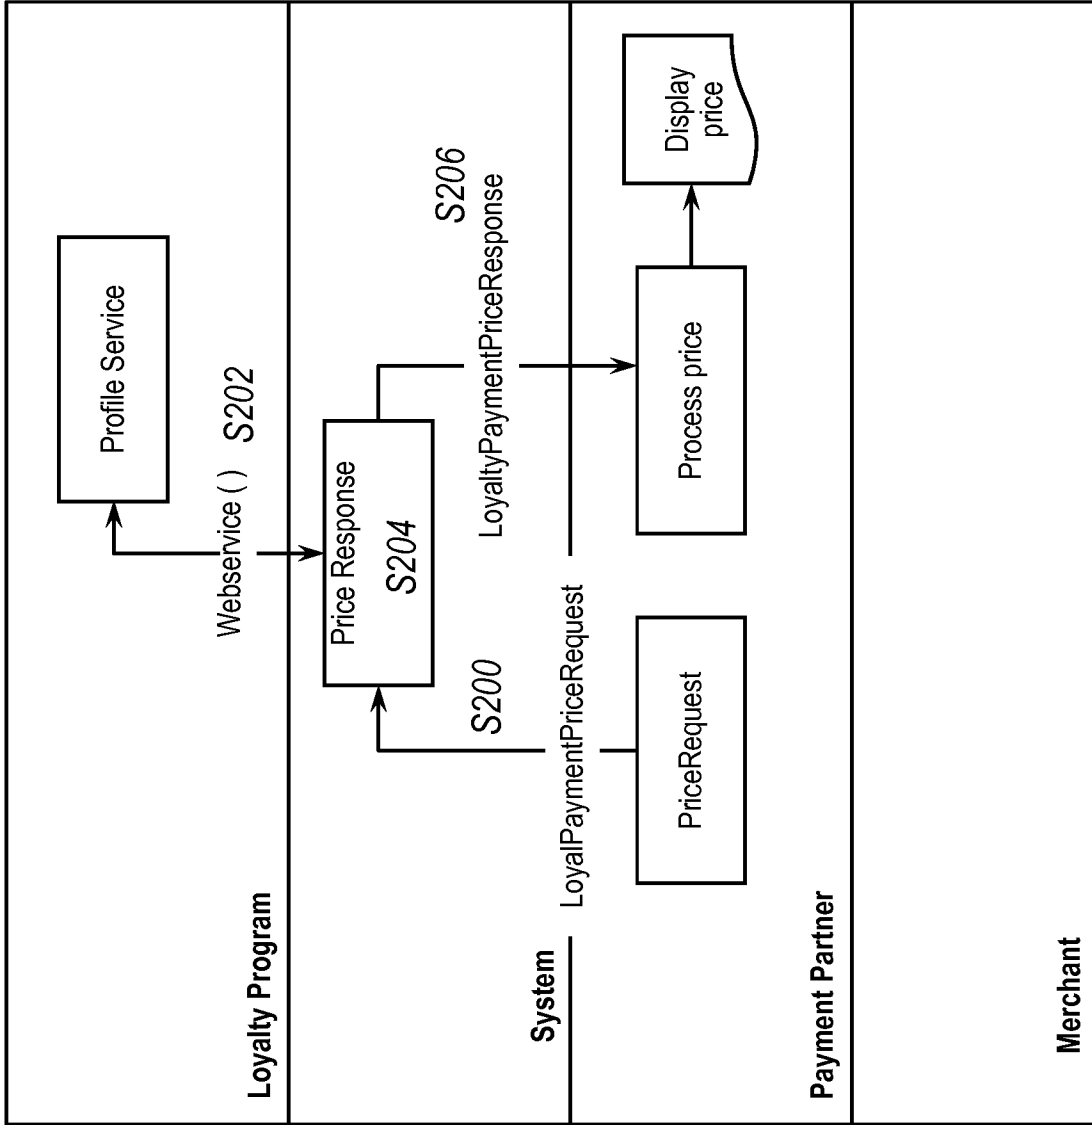 Loyalty Program
Webservice ( )
S202
Profile Service
System
S200
Price Response
S204
LoyaltyPaymentPriceResponse
S206
LoyalPaymentPriceRequest
Payment Partner
PriceRequest
Process price
Display
price
Merchant